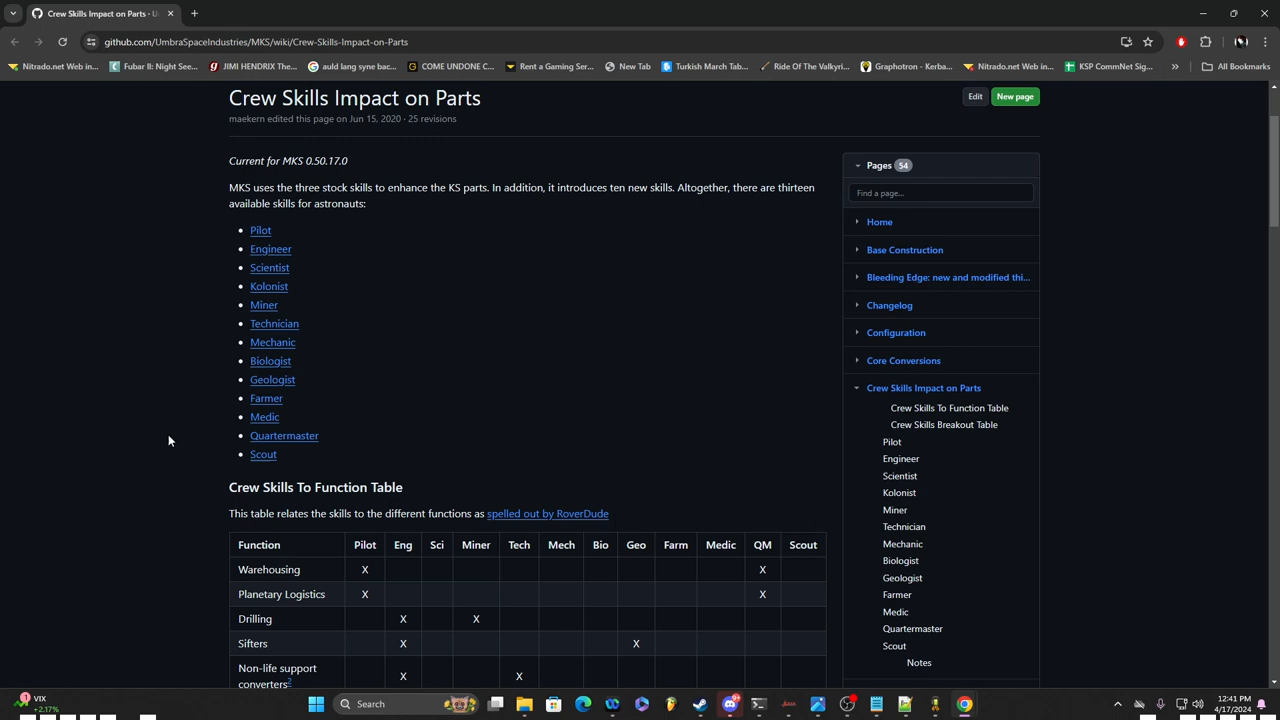 Crew Skills Impact on Parts · U
github.com/UmbraSpaceIndustries/MKS/wiki/Crew-Skills-Impact-on-Parts
Nitrado.net Web in... Fubar II: Night See... JIMI HENDRIX The... auld lang syne bac... COME UNDONE C... Rent a Gaming Ser... New Tab Turkish March Tab... Ride Of The Valkyri... Graphotron - Kerba... Nitrado.net Web in... KSP CommNet Sig... » All Bookmarks
Crew Skills Impact on Parts
Edit New page
maekern edited this page on Jun 15, 2020 · 25 revisions
Current for MKS 0.50.17.0
MKS uses the three stock skills to enhance the KS parts. In addition, it introduces ten new skills. Altogether, there are thirteen
available skills for astronauts:
Pilot
Engineer
Scientist
Kolonist
Miner
Technician
Mechanic
Biologist
Geologist
Farmer
Medic
Quartermaster
Scout
Crew Skills To Function Table
This table relates the skills to the different functions as spelled out by RoverDude
Function Pilot Eng Sci Miner Tech Mech Bio Geo Farm Medic QM Scout
Warehousing X X
Planetary Logistics X X
Drilling X X
Sifters X X
Non-life support
converters2 X X
Pages 54
Find a page...
Home
Base Construction
Bleeding Edge: new and modified thi...
Changelog
Configuration
Core Conversions
Crew Skills Impact on Parts
Crew Skills To Function Table
Crew Skills Breakout Table
Pilot
Engineer
Scientist
Kolonist
Miner
Technician
Mechanic
Biologist
Geologist
Farmer
Medic
Quartermaster
Scout
Notes
1 VIX
+2.17%
Search
12:41 PM
4/17/2024